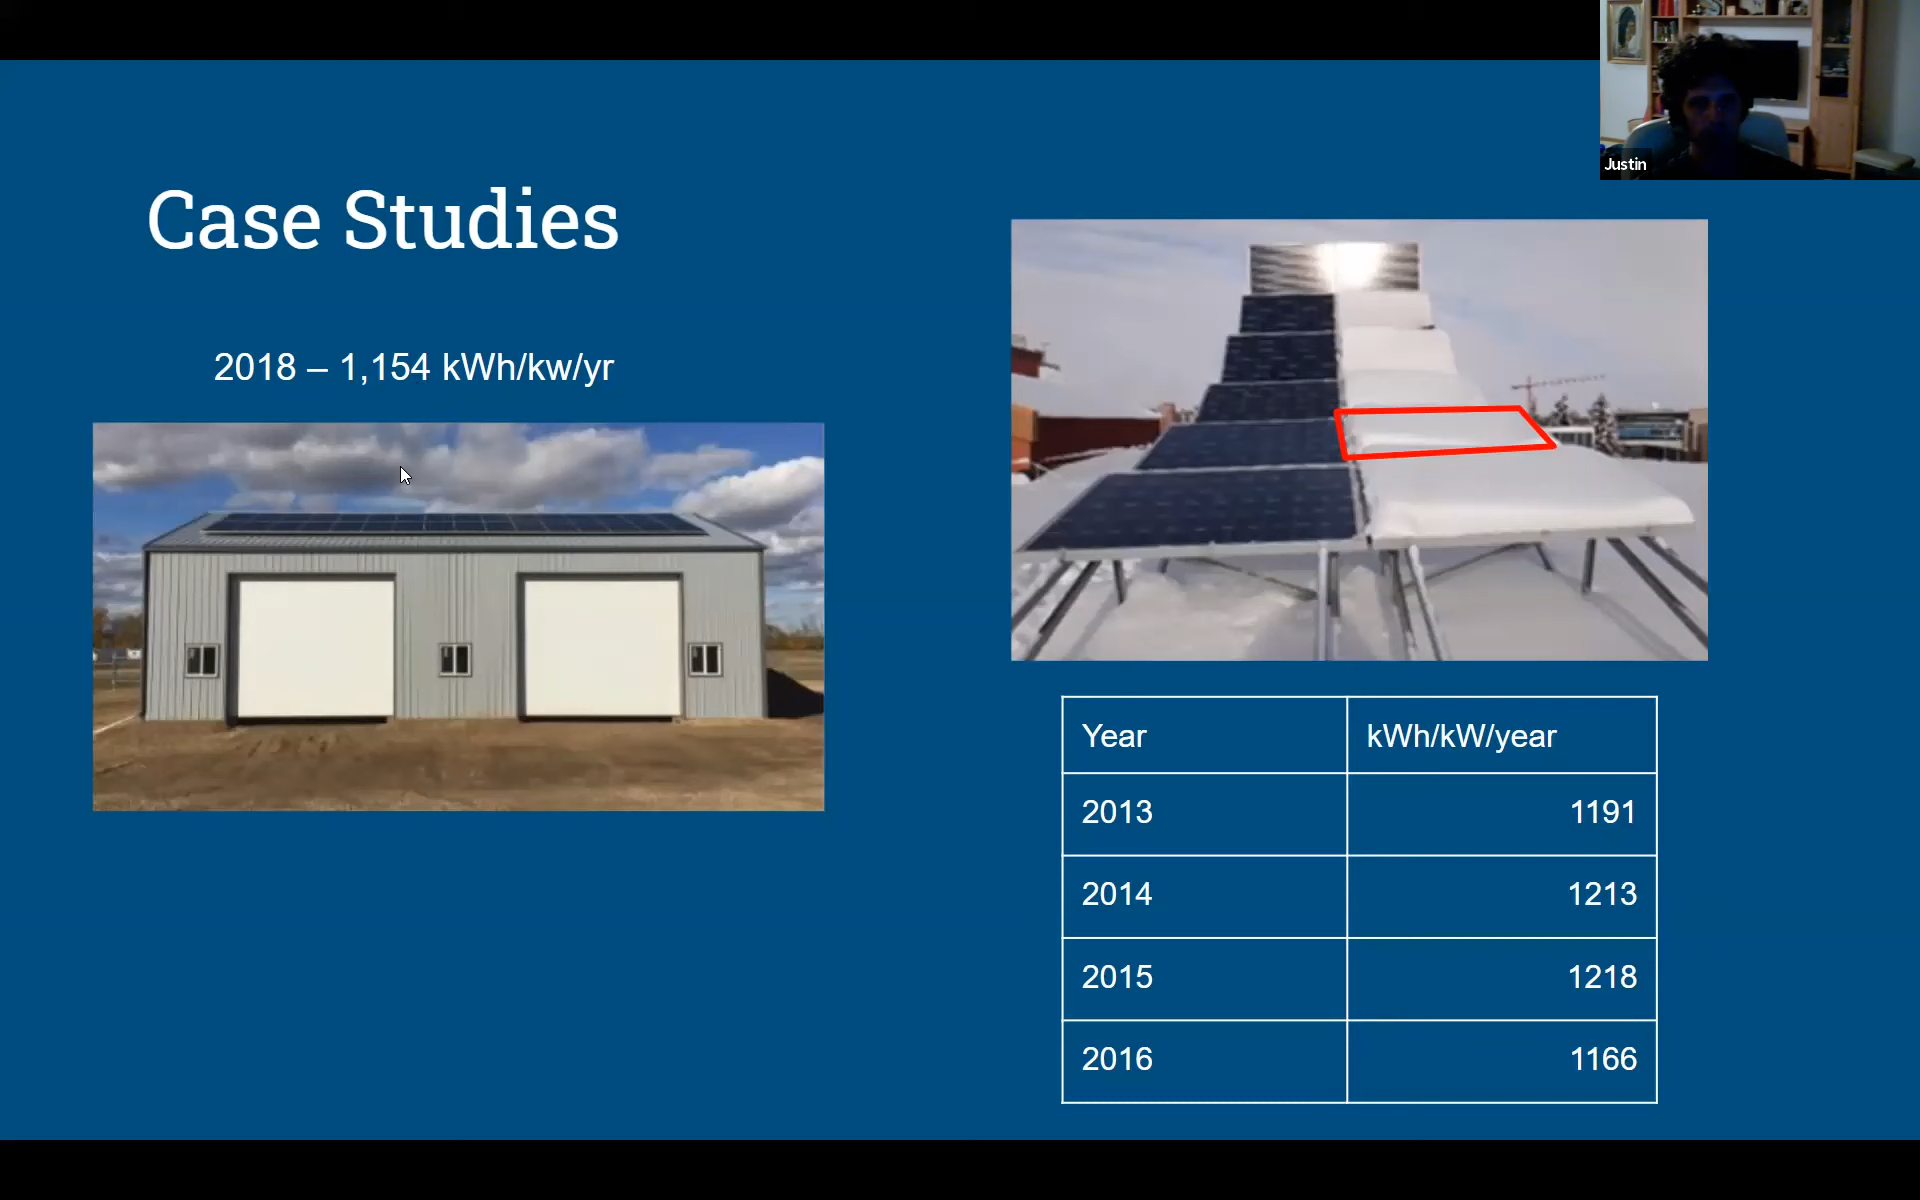 Justin
Case Studies
2018 – 1,154 kWh/kw/yr
Year kWh/kW/year
2013 1191
2014 1213
2015 1218
2016 1166